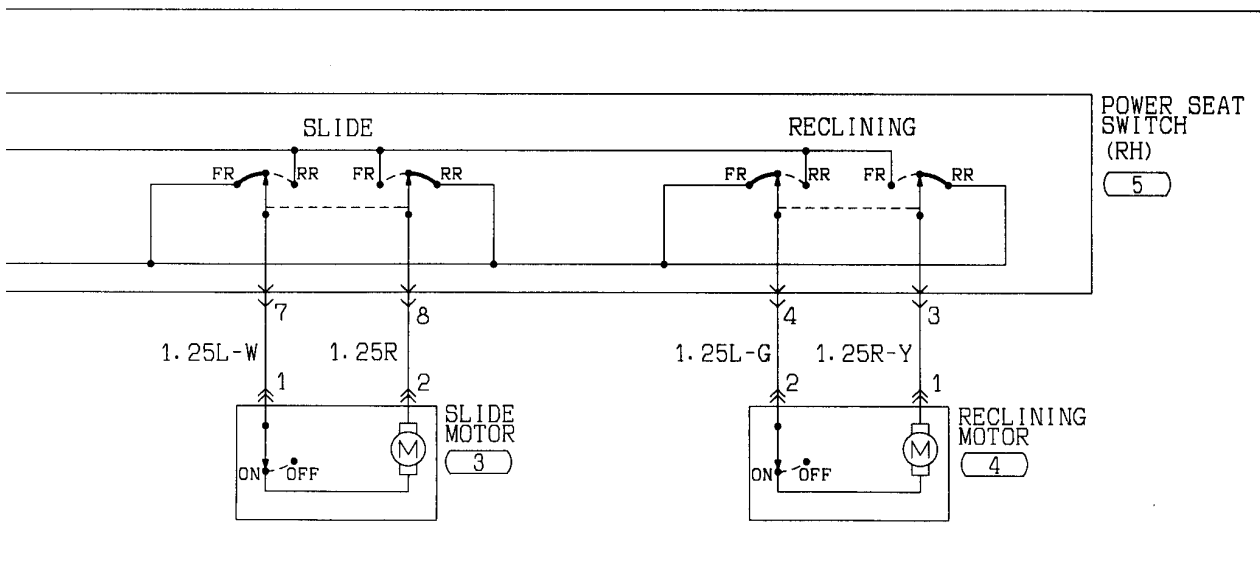 POWER SEAT
SWITCH
(RH)
5
SLIDE
RECLINING
FR
RR
FR
RR
FR
RR
FR
RR
7
8
4
3
1.25L-W
1.25R
1.25L-G
1.25R-Y
1
2
2
1
SLIDE
MOTOR
3
RECLINING
MOTOR
4
M
M
ON
OFF
ON
OFF